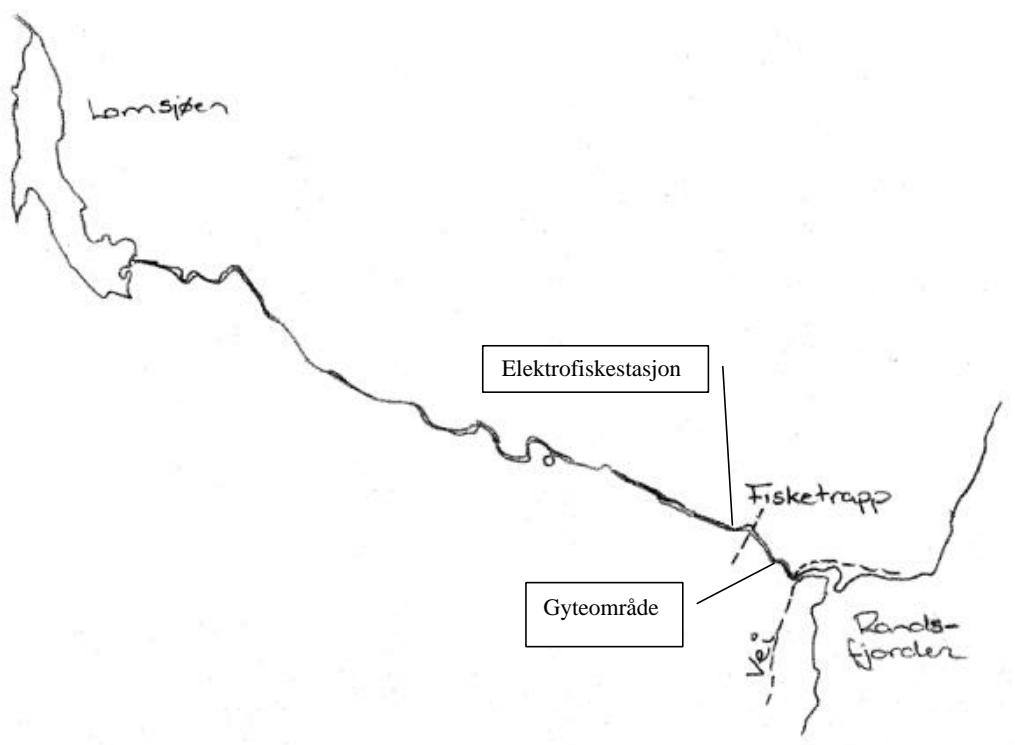 Lomsjøen
Elektrofiskestasjon
Fisketrapp
Gyteområde
Vei
Rands-
fjorden